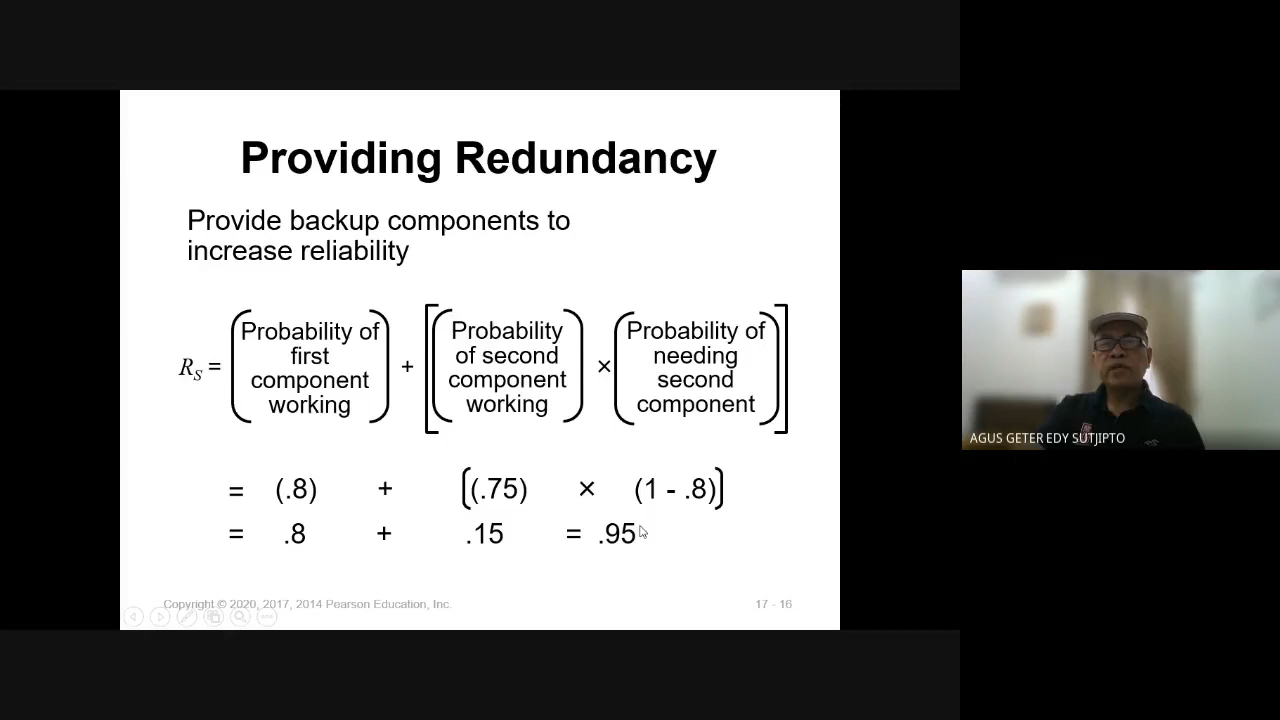 Providing Redundancy
Provide backup components to
increase reliability
R_S = (Probability of first component working) + [(Probability of second component working) × (Probability of needing second component)]
= (.8) + [(.75) × (1 - .8)]
= .8 + .15 = .95
Copyright © 2020, 2017, 2014 Pearson Education, Inc.
17 - 16
AGUS GETER EDY SUTJIPTO